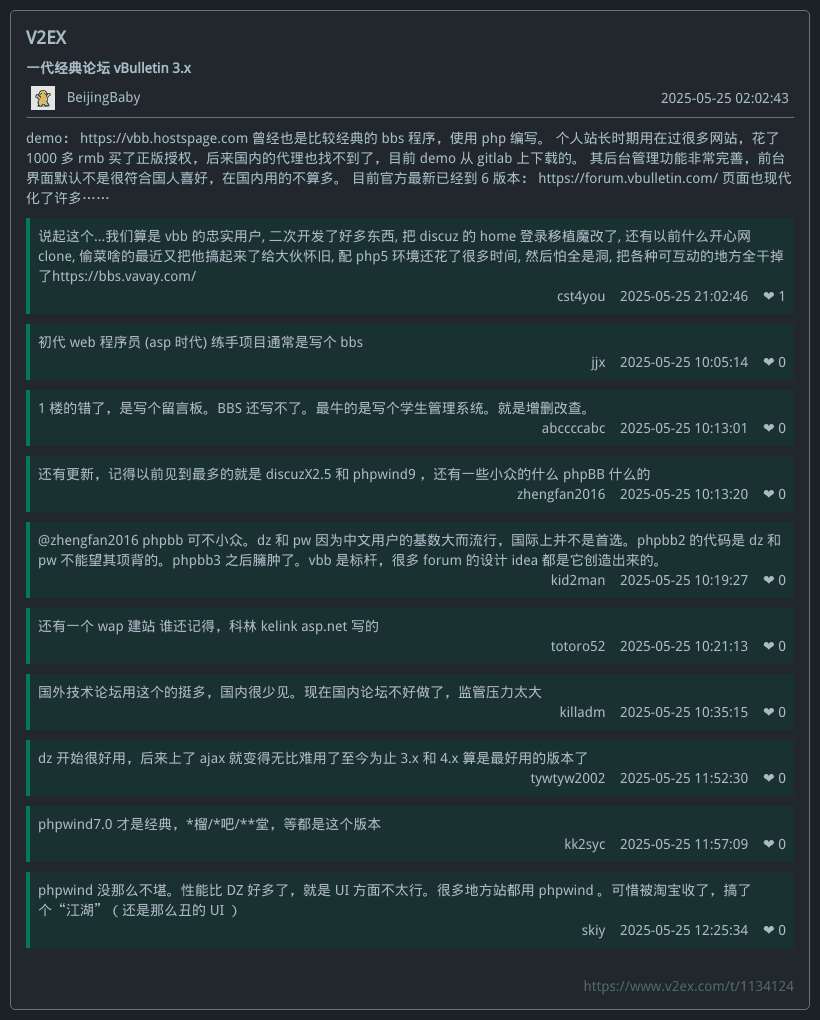 V2EX
一代经典论坛 vBulletin 3.x
BeijingBaby 2025-05-25 02:02:43
demo： https://vbb.hostspage.com 曾经也是比较经典的 bbs 程序，使用 php 编写。 个人站长时期用在过很多网站，花了
1000 多 rmb 买了正版授权，后来国内的代理也找不到了，目前 demo 从 gitlab 上下载的。 其后台管理功能非常完善，前台
界面默认不是很符合国人喜好，在国内用的不算多。 目前官方最新已经到 6 版本： https://forum.vbulletin.com/ 页面也现代
化了许多……
说起这个...我们算是 vbb 的忠实用户, 二次开发了好多东西, 把 discuz 的 home 登录移植魔改了, 还有以前什么开心网
clone, 偷菜啥的最近又把他搞起来了给大伙怀旧, 配 php5 环境还花了很多时间, 然后怕全是洞, 把各种可互动的地方全干掉
了https://bbs.vavay.com/
cst4you 2025-05-25 21:02:46 ❤ 1
初代 web 程序员 (asp 时代) 练手项目通常是写个 bbs
jjx 2025-05-25 10:05:14 ❤ 0
1 楼的错了，是写个留言板。BBS 还写不了。最牛的是写个学生管理系统。就是增删改查。
abccccabc 2025-05-25 10:13:01 ❤ 0
还有更新，记得以前见到最多的就是 discuzX2.5 和 phpwind9 ，还有一些小众的什么 phpBB 什么的
zhengfan2016 2025-05-25 10:13:20 ❤ 0
@zhengfan2016 phpbb 可不小众。dz 和 pw 因为中文用户的基数大而流行，国际上并不是首选。phpbb2 的代码是 dz 和
pw 不能望其项背的。phpbb3 之后臃肿了。vbb 是标杆，很多 forum 的设计 idea 都是它创造出来的。
kid2man 2025-05-25 10:19:27 ❤ 0
还有一个 wap 建站 谁还记得，科林 kelink asp.net 写的
totoro52 2025-05-25 10:21:13 ❤ 0
国外技术论坛用这个的挺多，国内很少见。现在国内论坛不好做了，监管压力太大
killadm 2025-05-25 10:35:15 ❤ 0
dz 开始很好用，后来上了 ajax 就变得无比难用了至今为止 3.x 和 4.x 算是最好用的版本了
tywtyw2002 2025-05-25 11:52:30 ❤ 0
phpwind7.0 才是经典，*榴/*吧/**堂，等都是这个版本
kk2syc 2025-05-25 11:57:09 ❤ 0
phpwind 没那么不堪。性能比 DZ 好多了，就是 UI 方面不太行。很多地方站都用 phpwind 。可惜被淘宝收了，搞了
个“江湖” （ 还是那么丑的 UI ）
skiy 2025-05-25 12:25:34 ❤ 0
https://www.v2ex.com/t/1134124